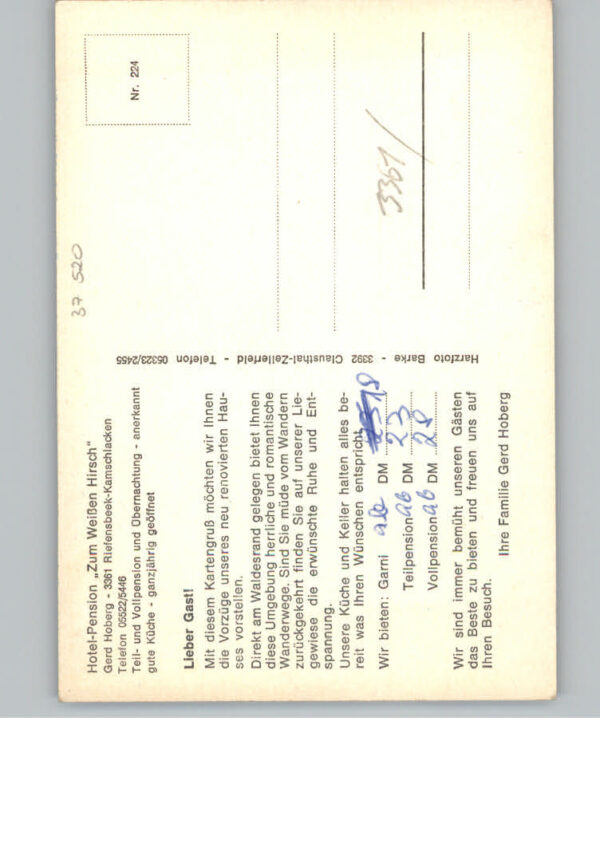 Hotel-Pension „Zum Weißen Hirsch“
Gerd Hoberg - 3361 Riefensbeek-Kamschlacken
Telefon 05522/5446
Teil- und Vollpension und Übernachtung - anerkannt
gute Küche - ganzjährig geöffnet
Lieber Gast!
Mit diesem Kartengruß möchten wir Ihnen
die Vorzüge unseres neu renovierten Hau-
ses vorstellen.
Direkt am Waldesrand gelegen bietet Ihnen
diese Umgebung herrliche und romantische
Wanderwege. Sind Sie müde vom Wandern
zurückgekehrt finden Sie auf unserer Lie-
gewiese die erwünschte Ruhe und Ent-
spannung.
Unsere Küche und Keller halten alles be-
reit was Ihren Wünschen entspricht.
Wir bieten: Garni ab DM 18
Teilpension ab DM 23
Vollpension ab DM 28
Wir sind immer bemüht unseren Gästen
das Beste zu bieten und freuen uns auf
Ihren Besuch.
Ihre Familie Gerd Hoberg
Harzfoto Barke - 3392 Clausthal-Zellerfeld - Telefon 05323/2455
37 520
Nr. 224
3361/